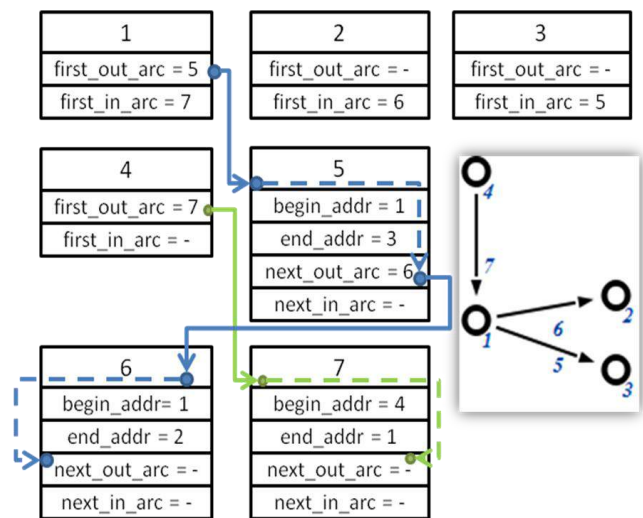 1
first_out_arc = 5
first_in_arc = 7
2
first_out_arc = -
first_in_arc = 6
3
first_out_arc = -
first_in_arc = 5
4
first_out_arc = 7
first_in_arc = -
5
begin_addr = 1
end_addr = 3
next_out_arc = 6
next_in_arc = -
4
7
1
6
2
5
3
6
begin_addr= 1
end_addr = 2
next_out_arc = -
next_in_arc = -
7
begin_addr = 4
end_addr = 1
next_out_arc = -
next_in_arc = -